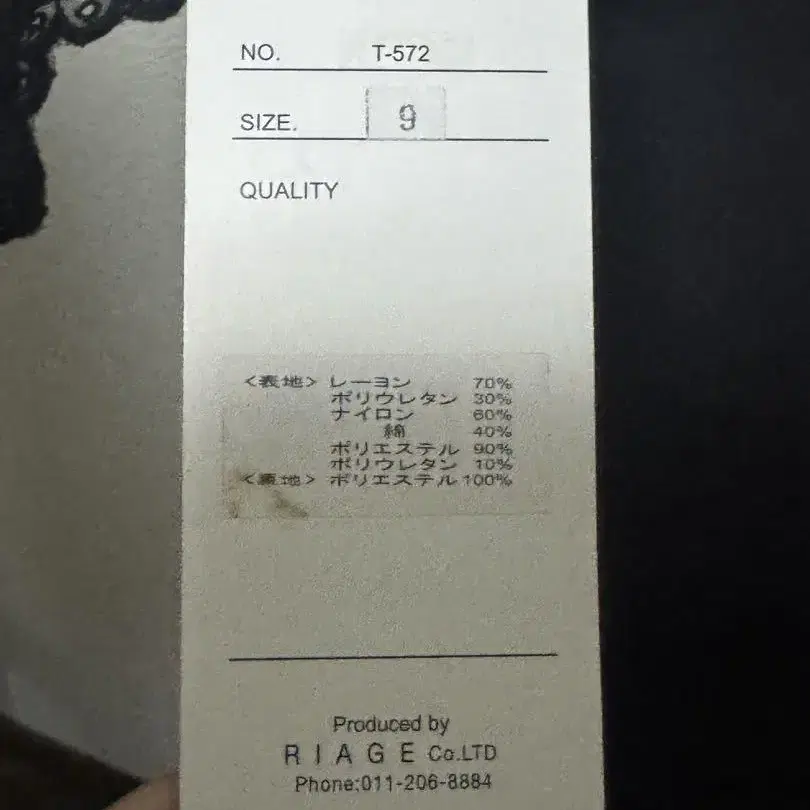 NO. T-572
SIZE. 9
QUALITY
<表地> レーヨン 70%
ポリウレタン 30%
ナイロン 60%
綿 40%
ポリエステル 90%
ポリウレタン 10%
<裏地> ポリエステル 100%
Produced by
RIAGE Co.LTD
Phone:011-206-8884